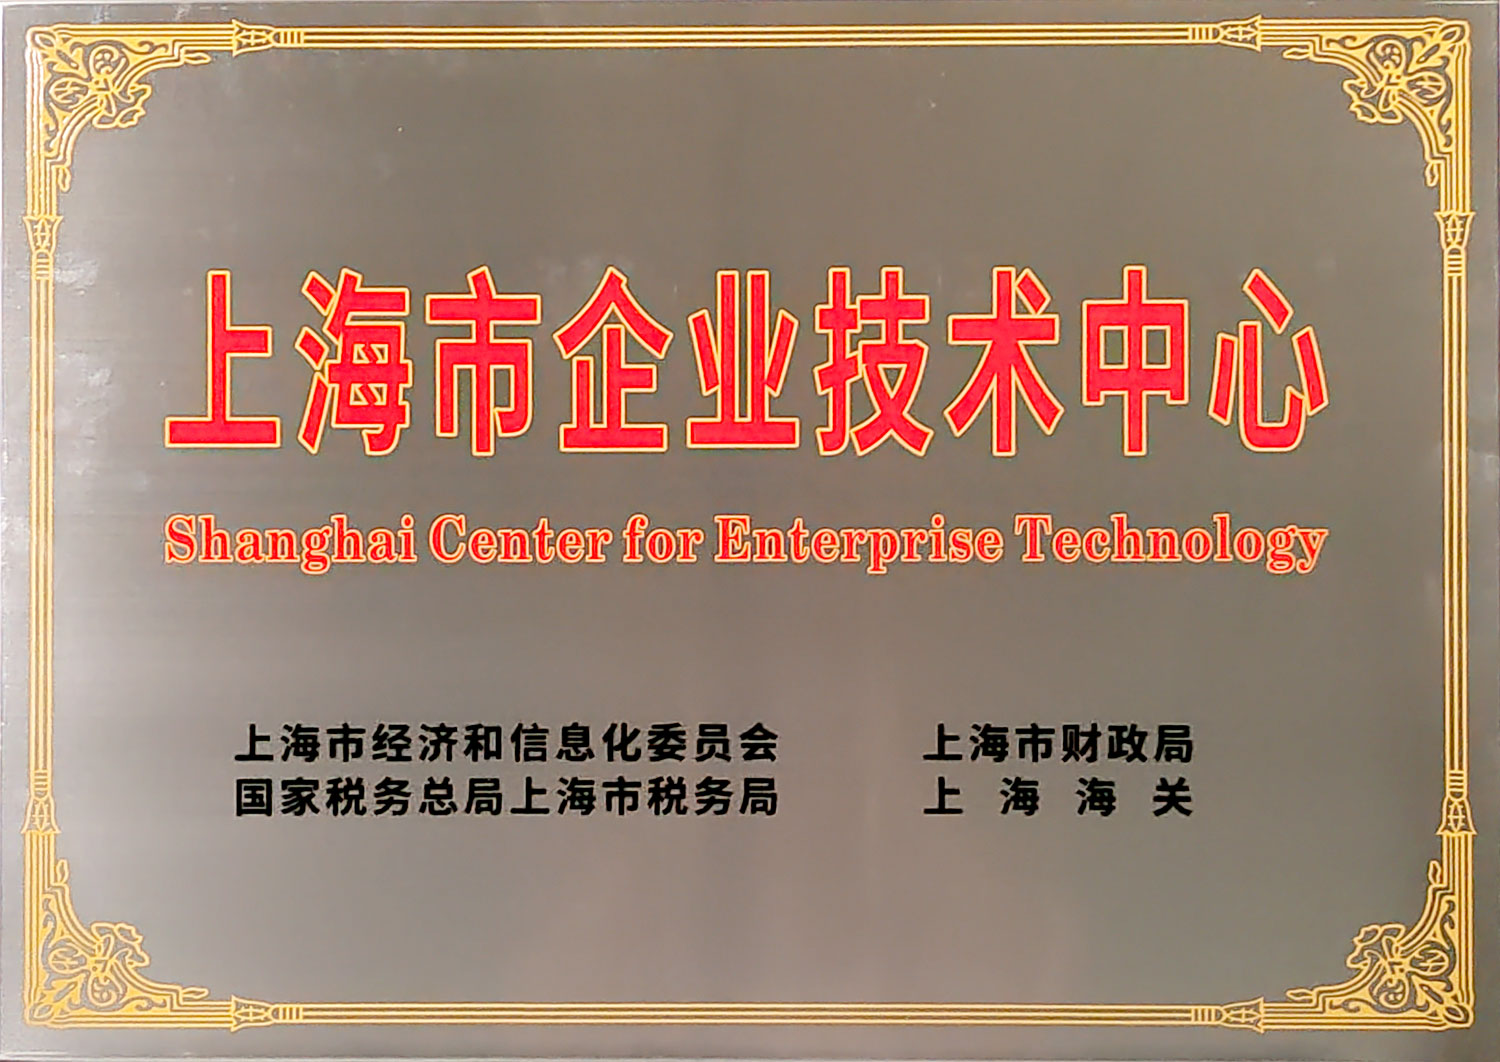 上海市企业技术中心
Shanghai Center for Enterprise Technology
上海市经济和信息化委员会 上海市财政局
国家税务总局上海市税务局 上海海关